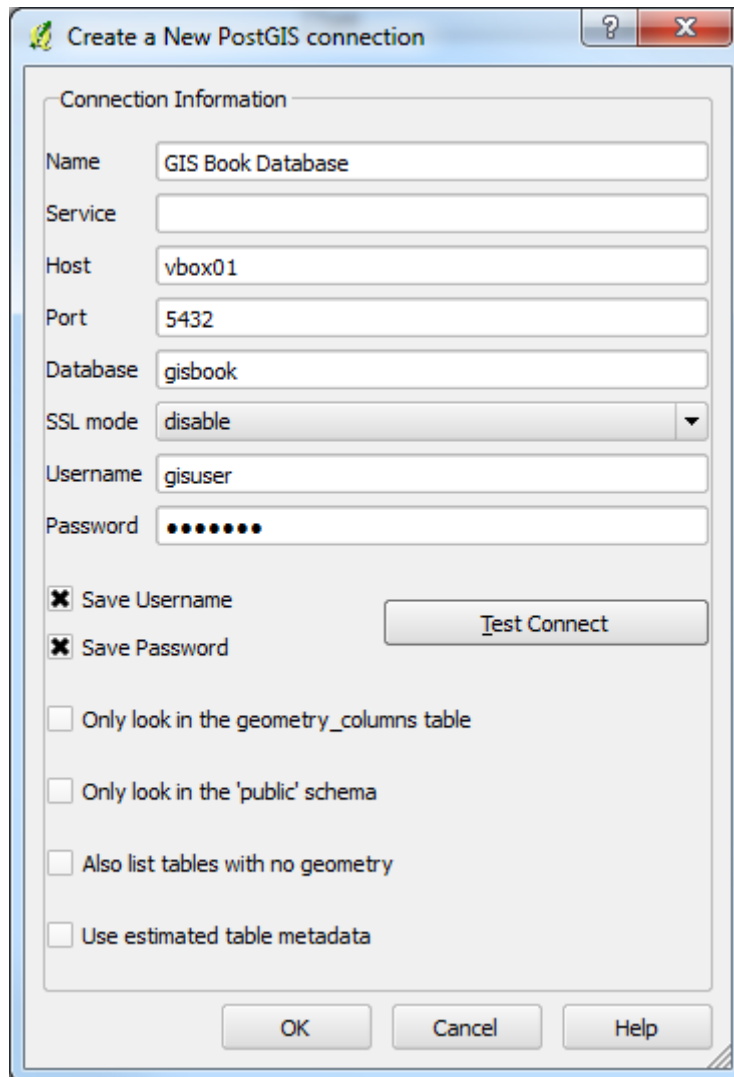 Create a New PostGIS connection
Connection Information
Name GIS Book Database
Service
Host vbox01
Port 5432
Database gisbook
SSL mode disable
Username gisuser
Password •••••••
Save Username
Test Connect
Save Password
Only look in the geometry_columns table
Only look in the 'public' schema
Also list tables with no geometry
Use estimated table metadata
OK Cancel Help